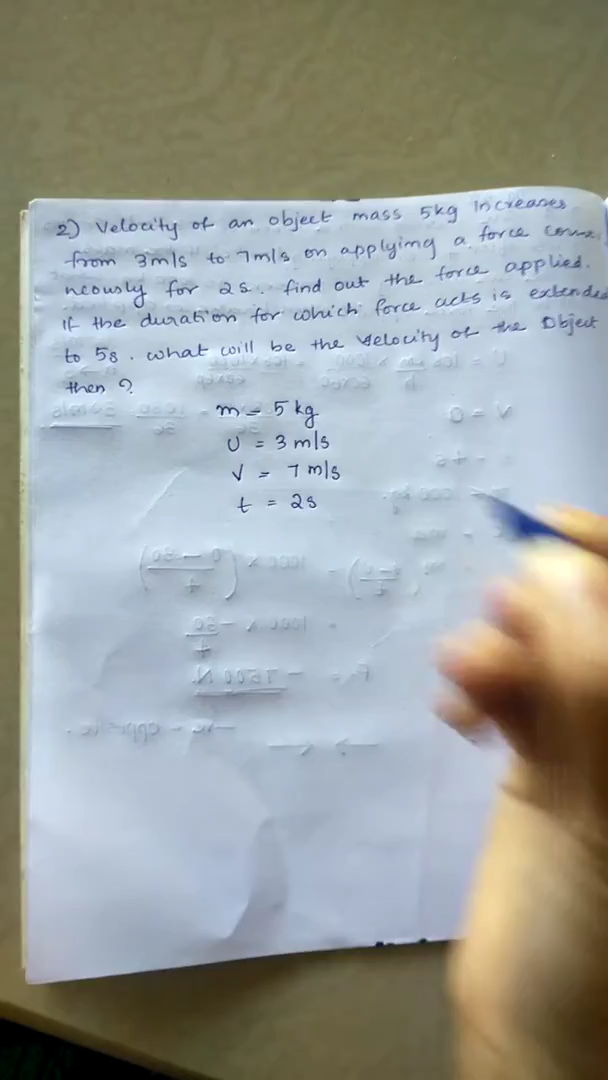 2) Velocity of an object mass 5kg Increases
from 3m/s to 7m/s on applying a force
neously for 2s. find out the force applied.
If the duration for which force acts is extended
to 5s. what will be the velocity of the Object
then ?
m = 5 kg
U = 3 m/s
V = 7 m/s
t = 2s